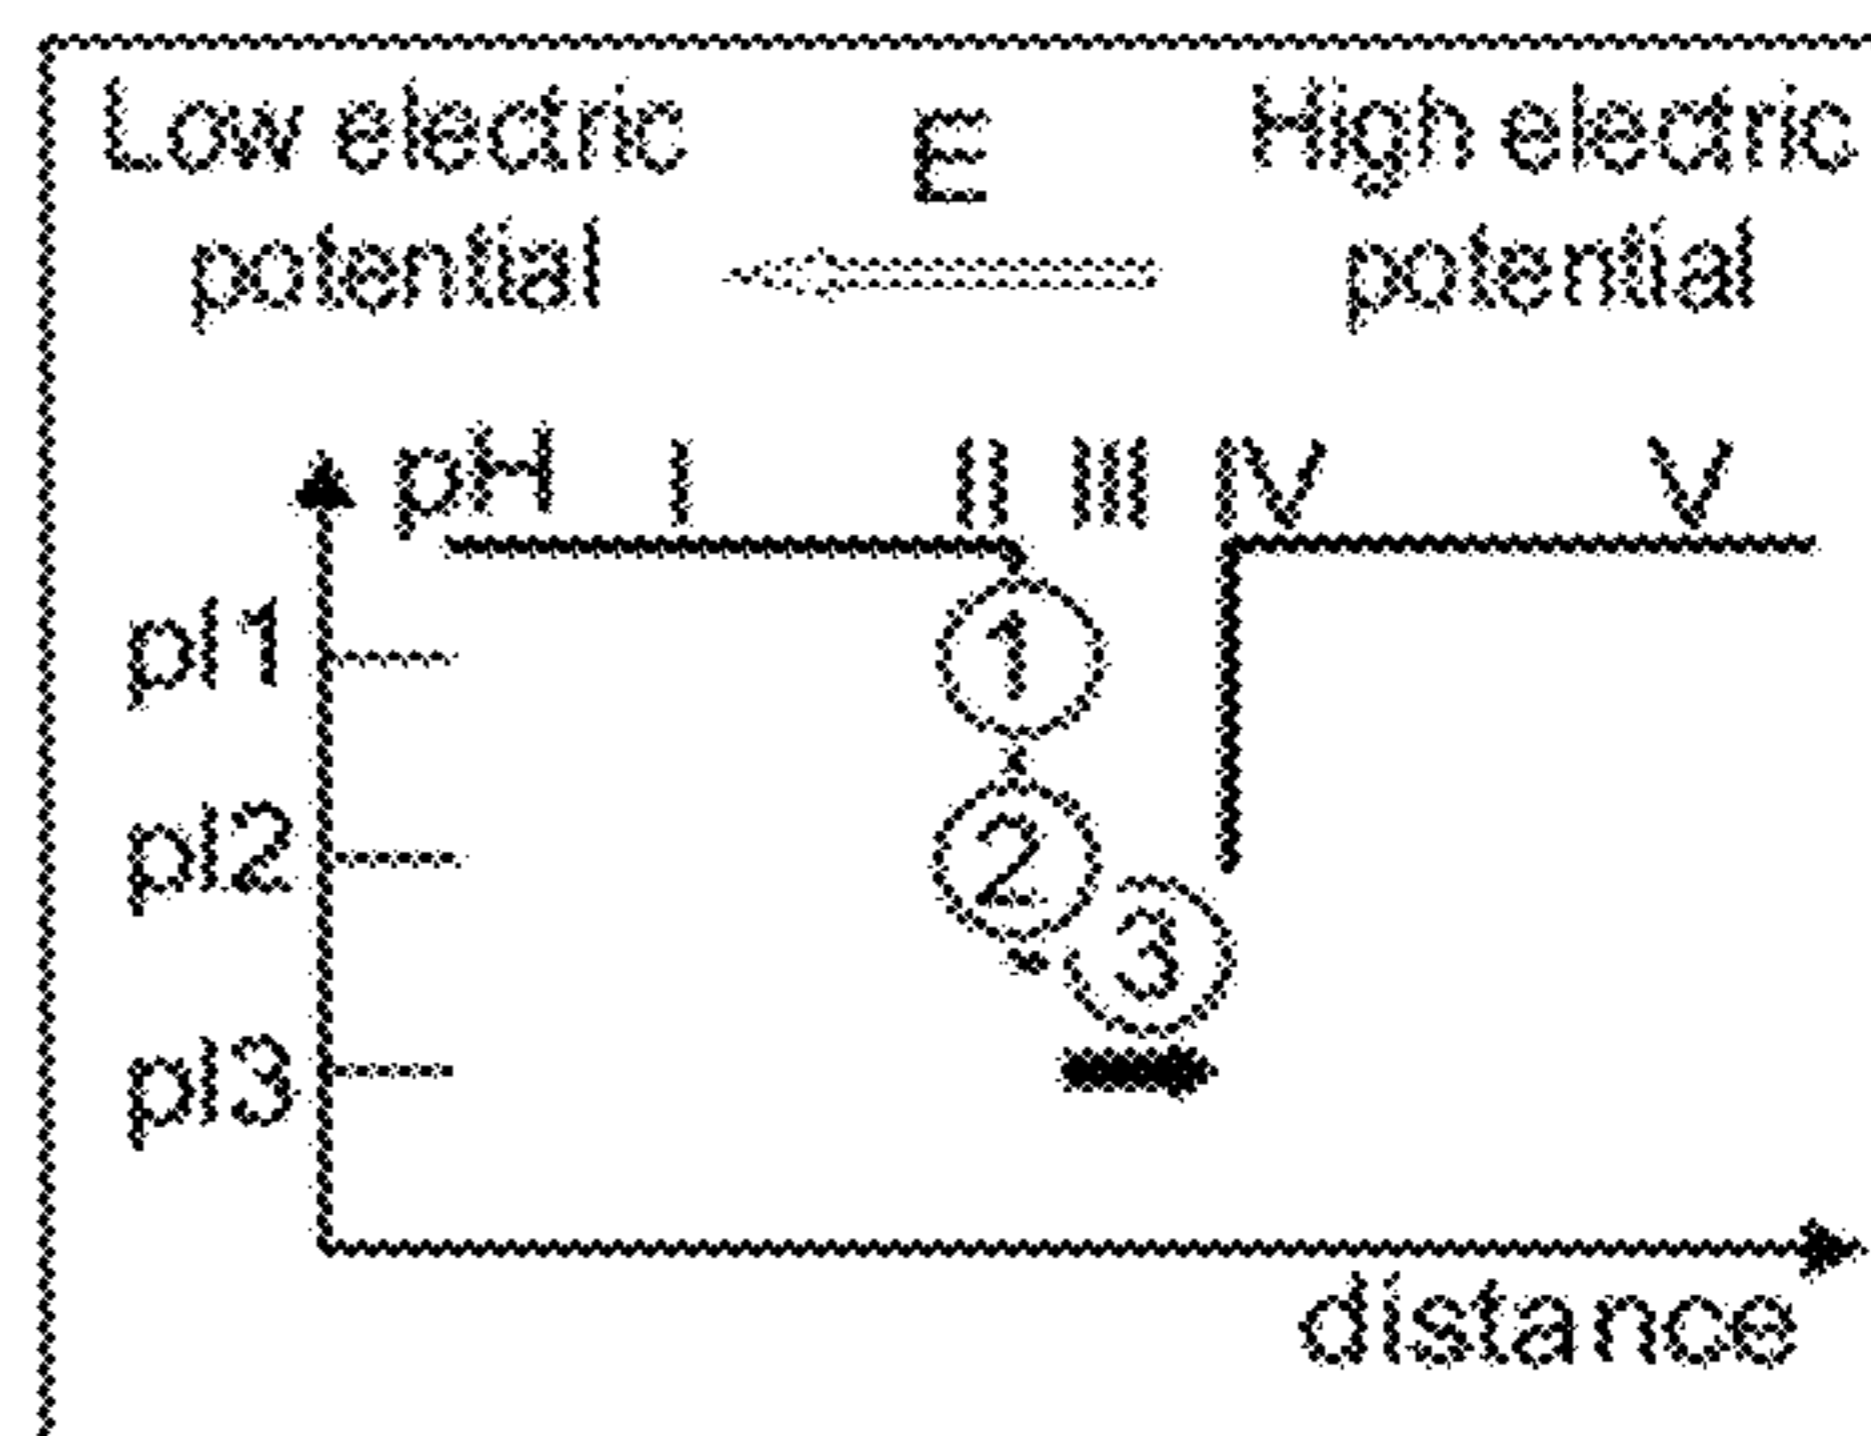 Low electric potential
E
High electric potential
pH
I
II
III
IV
V
pI1
1
pI2
2
3
pI3
distance